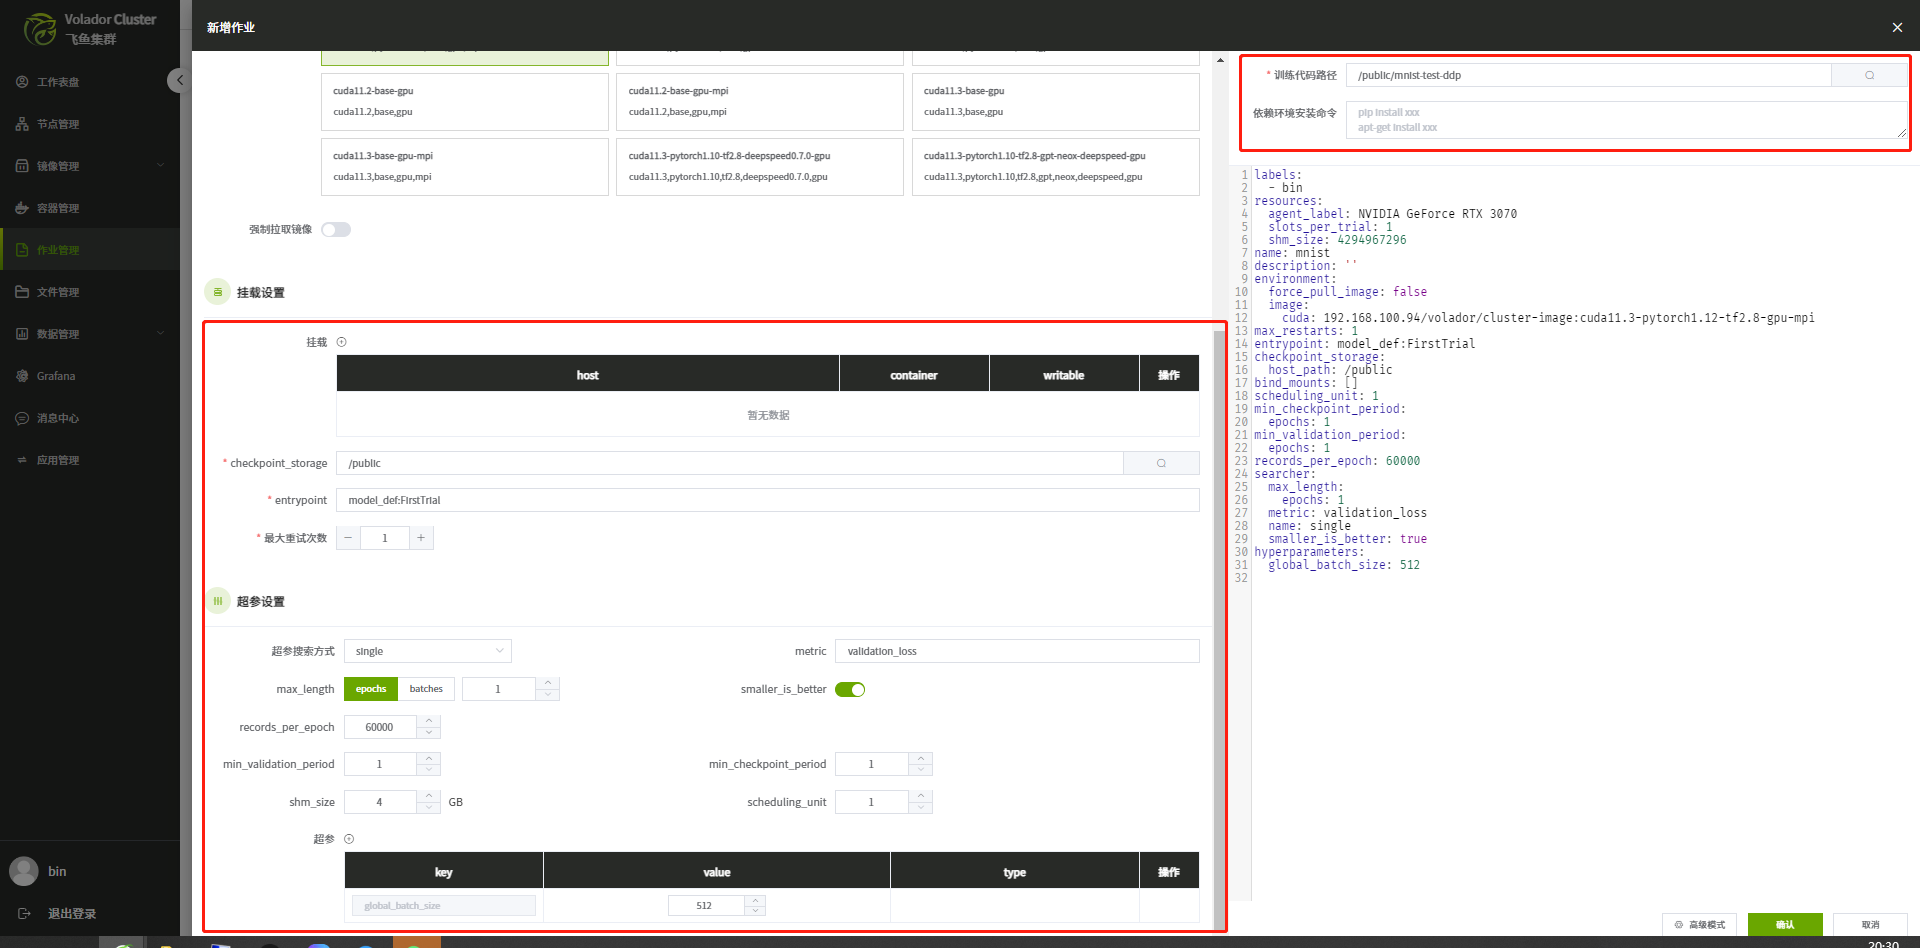 Volador Cluster
飞鱼集群
新增作业
工作表盘
节点管理
镜像管理
容器管理
作业管理
文件管理
数据管理
Grafana
消息中心
应用管理
bin
退出登录
cuda11.2-base-gpu
cuda11.2,base,gpu
cuda11.2-base-gpu-mpi
cuda11.2,base,gpu,mpi
cuda11.3-base-gpu
cuda11.3,base,gpu
cuda11.3-base-gpu-mpi
cuda11.3,base,gpu,mpi
cuda11.3-pytorch1.10-tf2.8-deepspeed0.7.0-gpu
cuda11.3,pytorch1.10,tf2.8,deepspeed0.7.0,gpu
cuda11.3-pytorch1.10-tf2.8-gpt-neox-deepspeed-gpu
cuda11.3,pytorch1.10,tf2.8,gpt,neox,deepspeed,gpu
强制拉取镜像
挂载设置
挂载
host container writable 操作
暂无数据
* checkpoint_storage /public
* entrypoint model_def:FirstTrial
* 最大重试次数 − 1 +
超参设置
超参搜索方式 single metric validation_loss
max_length epochs batches 1 smaller_is_better
records_per_epoch 60000
min_validation_period 1 min_checkpoint_period 1
shm_size 4 GB scheduling_unit 1
超参
key value type 操作
global_batch_size 512
* 训练代码路径 /public/mnist-test-ddp
依赖环境安装命令 pip install xxx
apt-get install xxx
1 labels:
2   - bin
3 resources:
4   agent_label: NVIDIA GeForce RTX 3070
5   slots_per_trial: 1
6   shm_size: 4294967296
7 name: mnist
8 description: ''
9 environment:
10   force_pull_image: false
11   image:
12     cuda: 192.168.100.94/volador/cluster-image:cuda11.3-pytorch1.12-tf2.8-gpu-mpi
13 max_restarts: 1
14 entrypoint: model_def:FirstTrial
15 checkpoint_storage:
16   host_path: /public
17 bind_mounts: []
18 scheduling_unit: 1
19 min_checkpoint_period:
20   epochs: 1
21 min_validation_period:
22   epochs: 1
23 records_per_epoch: 60000
24 searcher:
25   max_length:
26     epochs: 1
27   metric: validation_loss
28   name: single
29   smaller_is_better: true
30 hyperparameters:
31   global_batch_size: 512
32
高级模式 确认 取消
20:30